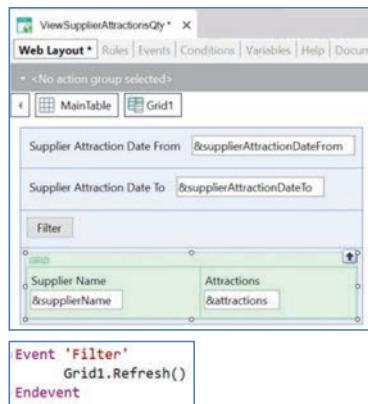 ViewSupplierAttractionsQty * X
Web Layout * | Rules | Events | Conditions | Variables | Help | Docum
<No action group selected>
MainTable Grid1
Supplier Attraction Date From &supplierAttractionDateFrom
Supplier Attraction Date To &supplierAttractionDateTo
Filter
GRID
Supplier Name Attractions
&supplierName &attractions
Event 'Filter'
Grid1.Refresh()
Endevent